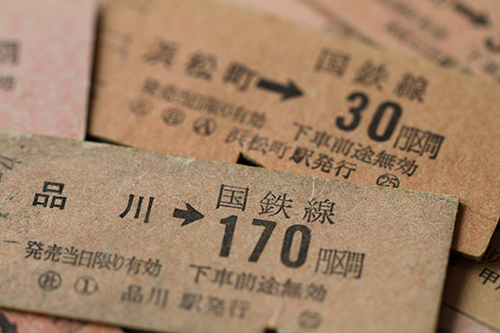 浜松町→国鉄線
30円区間
発売当日限り有効 下車前途無効
浜松町駅発行
品川→国鉄線
170円区間
発売当日限り有効 下車前途無効
㊓① 品川駅発行